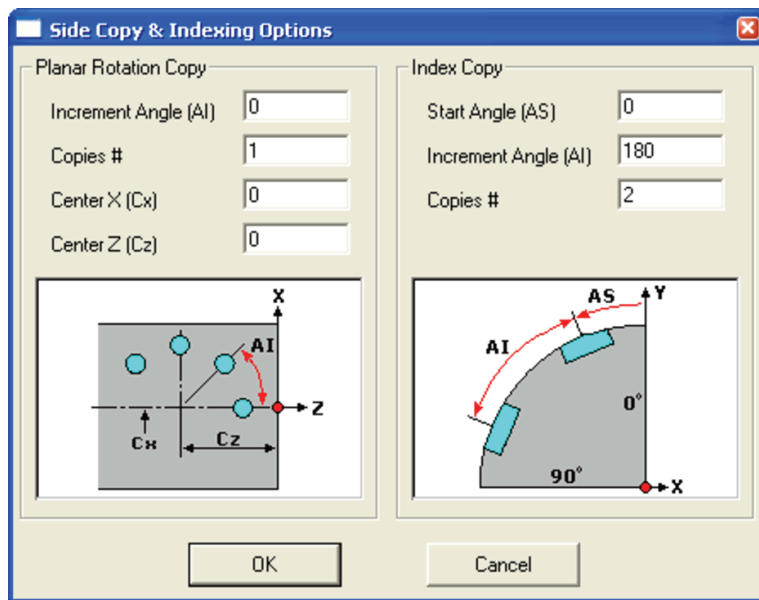 Side Copy & Indexing Options
Planar Rotation Copy
Increment Angle (AI) 0
Copies # 1
Center X (Cx) 0
Center Z (Cz) 0
X
AI
Z
Cx
Cz
Index Copy
Start Angle (AS) 0
Increment Angle (AI) 180
Copies # 2
AS
Y
AI
0°
90°
X
OK
Cancel